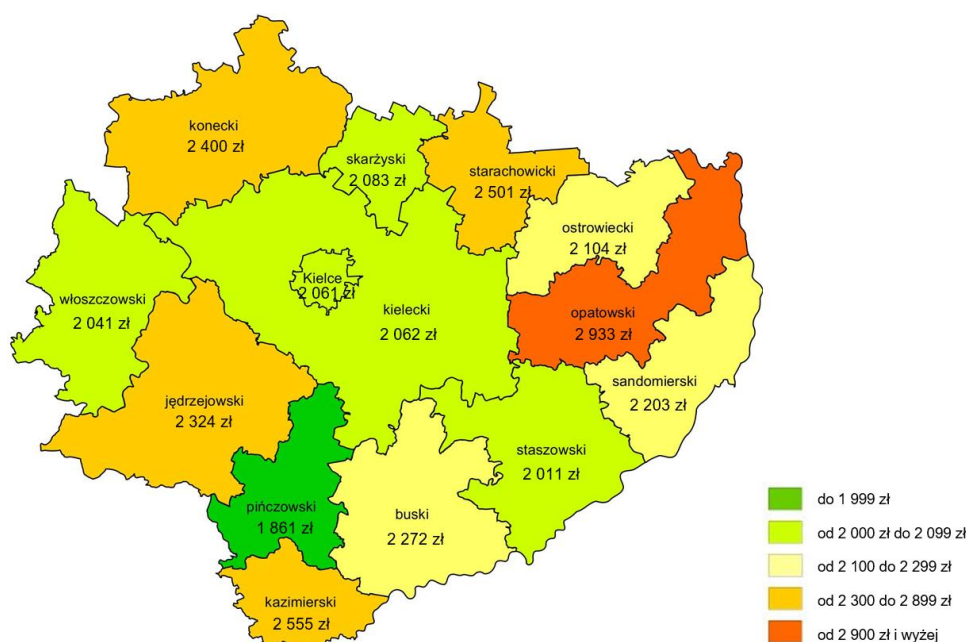 konecki
2 400 zł
skarżyski
2 083 zł
starachowicki
2 501 zł
ostrowiecki
2 104 zł
Kielce
2 061 zł
włoszczowski
2 041 zł
kielecki
2 062 zł
opatowski
2 933 zł
sandomierski
2 203 zł
jędrzejowski
2 324 zł
staszowski
2 011 zł
pińczowski
1 861 zł
buski
2 272 zł
kazimierski
2 555 zł
do 1 999 zł
od 2 000 zł do 2 099 zł
od 2 100 do 2 299 zł
od 2 300 do 2 899 zł
od 2 900 zł i wyżej